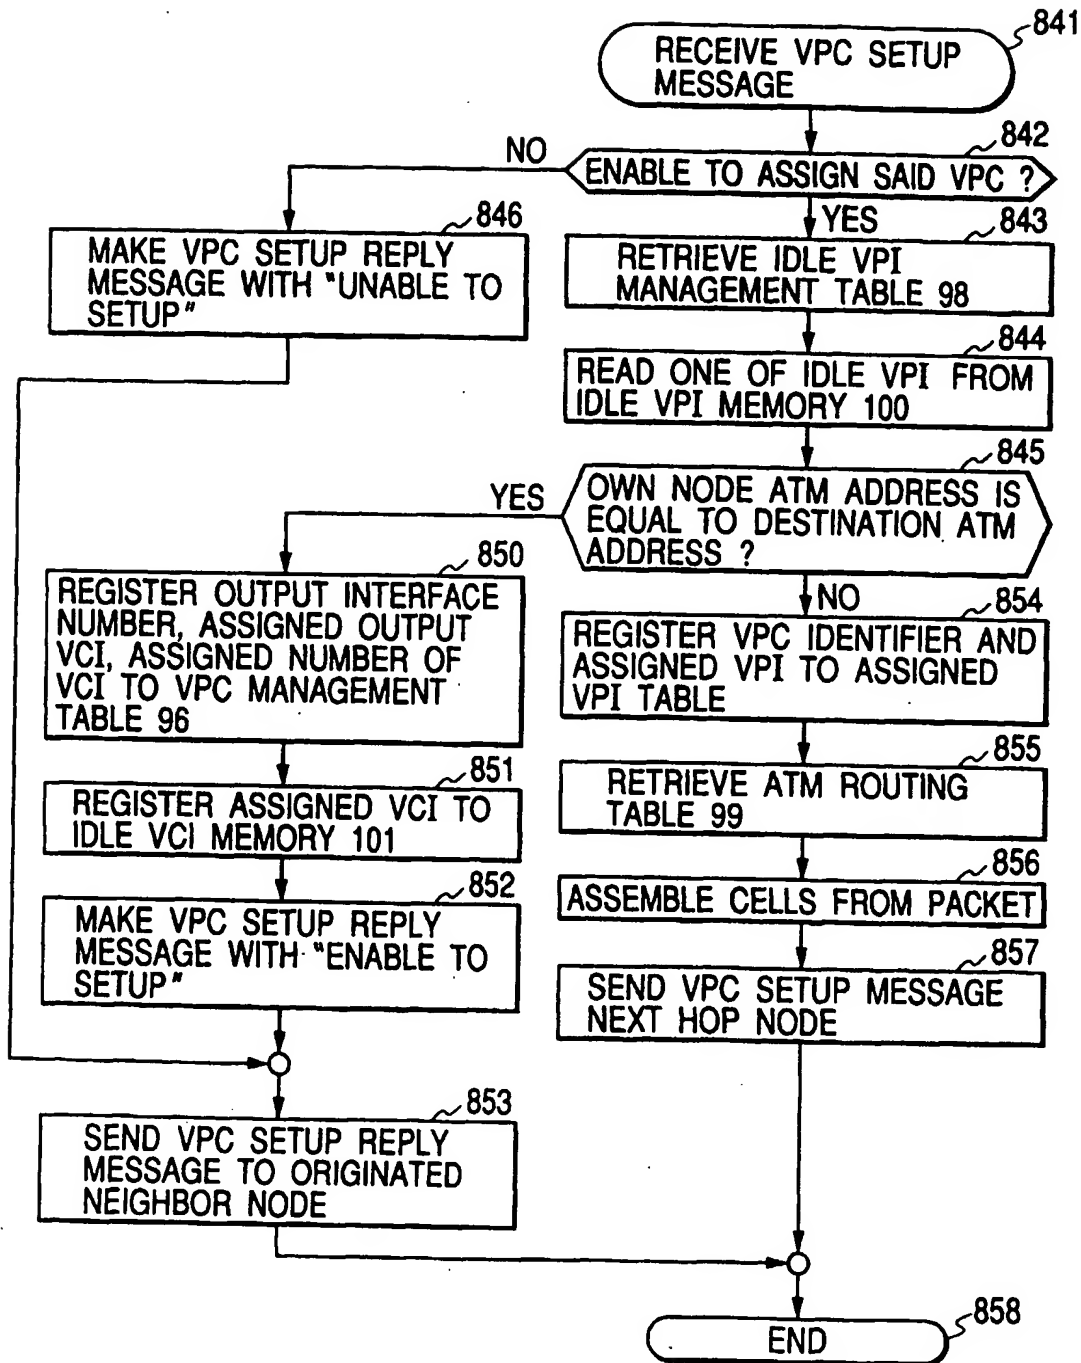 841
RECEIVE VPC SETUP
MESSAGE
842
NO
ENABLE TO ASSIGN SAID VPC ?
YES
846
MAKE VPC SETUP REPLY
MESSAGE WITH "UNABLE TO
SETUP"
843
RETRIEVE IDLE VPI
MANAGEMENT TABLE 98
844
READ ONE OF IDLE VPI FROM
IDLE VPI MEMORY 100
845
YES
OWN NODE ATM ADDRESS IS
EQUAL TO DESTINATION ATM
ADDRESS ?
NO
850
REGISTER OUTPUT INTERFACE
NUMBER, ASSIGNED OUTPUT
VCI, ASSIGNED NUMBER OF
VCI TO VPC MANAGEMENT
TABLE 96
854
REGISTER VPC IDENTIFIER AND
ASSIGNED VPI TO ASSIGNED
VPI TABLE
851
REGISTER ASSIGNED VCI TO
IDLE VCI MEMORY 101
855
RETRIEVE ATM ROUTING
TABLE 99
852
MAKE VPC SETUP REPLY
MESSAGE WITH "ENABLE TO
SETUP"
856
ASSEMBLE CELLS FROM PACKET
857
SEND VPC SETUP MESSAGE
NEXT HOP NODE
853
SEND VPC SETUP REPLY
MESSAGE TO ORIGINATED
NEIGHBOR NODE
858
END